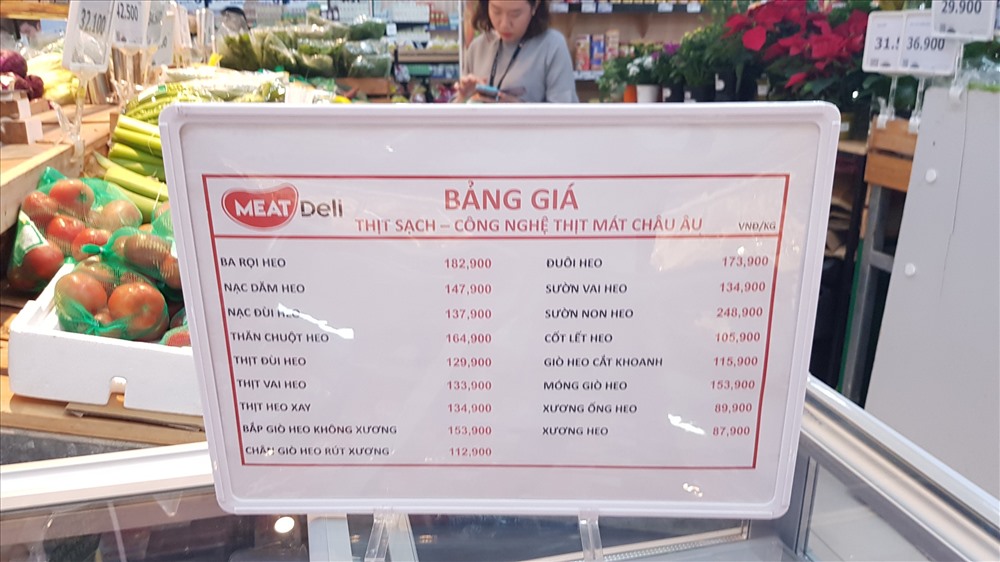 32.100
42.500
29.900
31.5
36.900
MEAT Deli
BẢNG GIÁ
THỊT SẠCH – CÔNG NGHỆ THỊT MÁT CHÂU ÂU
VNĐ/KG
BA RỌI HEO 182,900
NẠC DĂM HEO 147,900
NẠC ĐÙI HEO 137,900
THĂN CHUỘT HEO 164,900
THỊT ĐÙI HEO 129,900
THỊT VAI HEO 133,900
THỊT HEO XAY 134,900
BẮP GIÒ HEO KHÔNG XƯƠNG 153,900
CHÂN GIÒ HEO RÚT XƯƠNG 112,900
ĐUÔI HEO 173,900
SƯỜN VAI HEO 134,900
SƯỜN NON HEO 248,900
CỐT LẾT HEO 105,900
GIÒ HEO CẮT KHOANH 115,900
MÓNG GIÒ HEO 153,900
XƯƠNG ỐNG HEO 89,900
XƯƠNG HEO 87,900